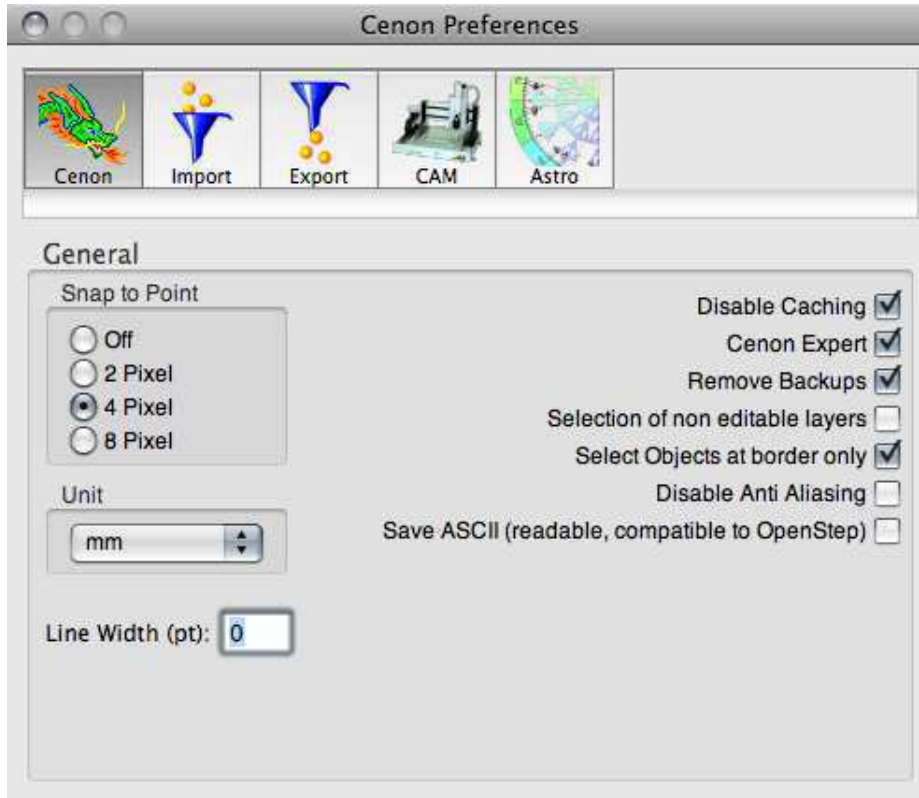 Cenon Preferences
Cenon
Import
Export
CAM
Astro
General
Snap to Point
Off
2 Pixel
4 Pixel
8 Pixel
Unit
mm
Line Width (pt): 0
Disable Caching
Cenon Expert
Remove Backups
Selection of non editable layers
Select Objects at border only
Disable Anti Aliasing
Save ASCII (readable, compatible to OpenStep)